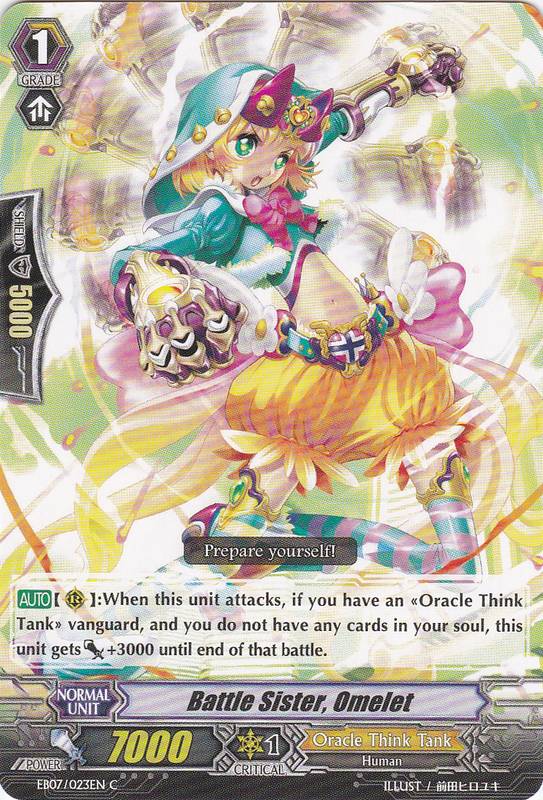 1
GRADE
SHIELD
5000
Prepare yourself!
AUTO [ R ]:When this unit attacks, if you have an «Oracle Think
Tank» vanguard, and you do not have any cards in your soul, this
unit gets +3000 until end of that battle.
NORMAL
UNIT
Battle Sister, Omelet
POWER
7000
1
CRITICAL
Oracle Think Tank
Human
EB07/023EN C
ILLUST / 前田ヒロユキ